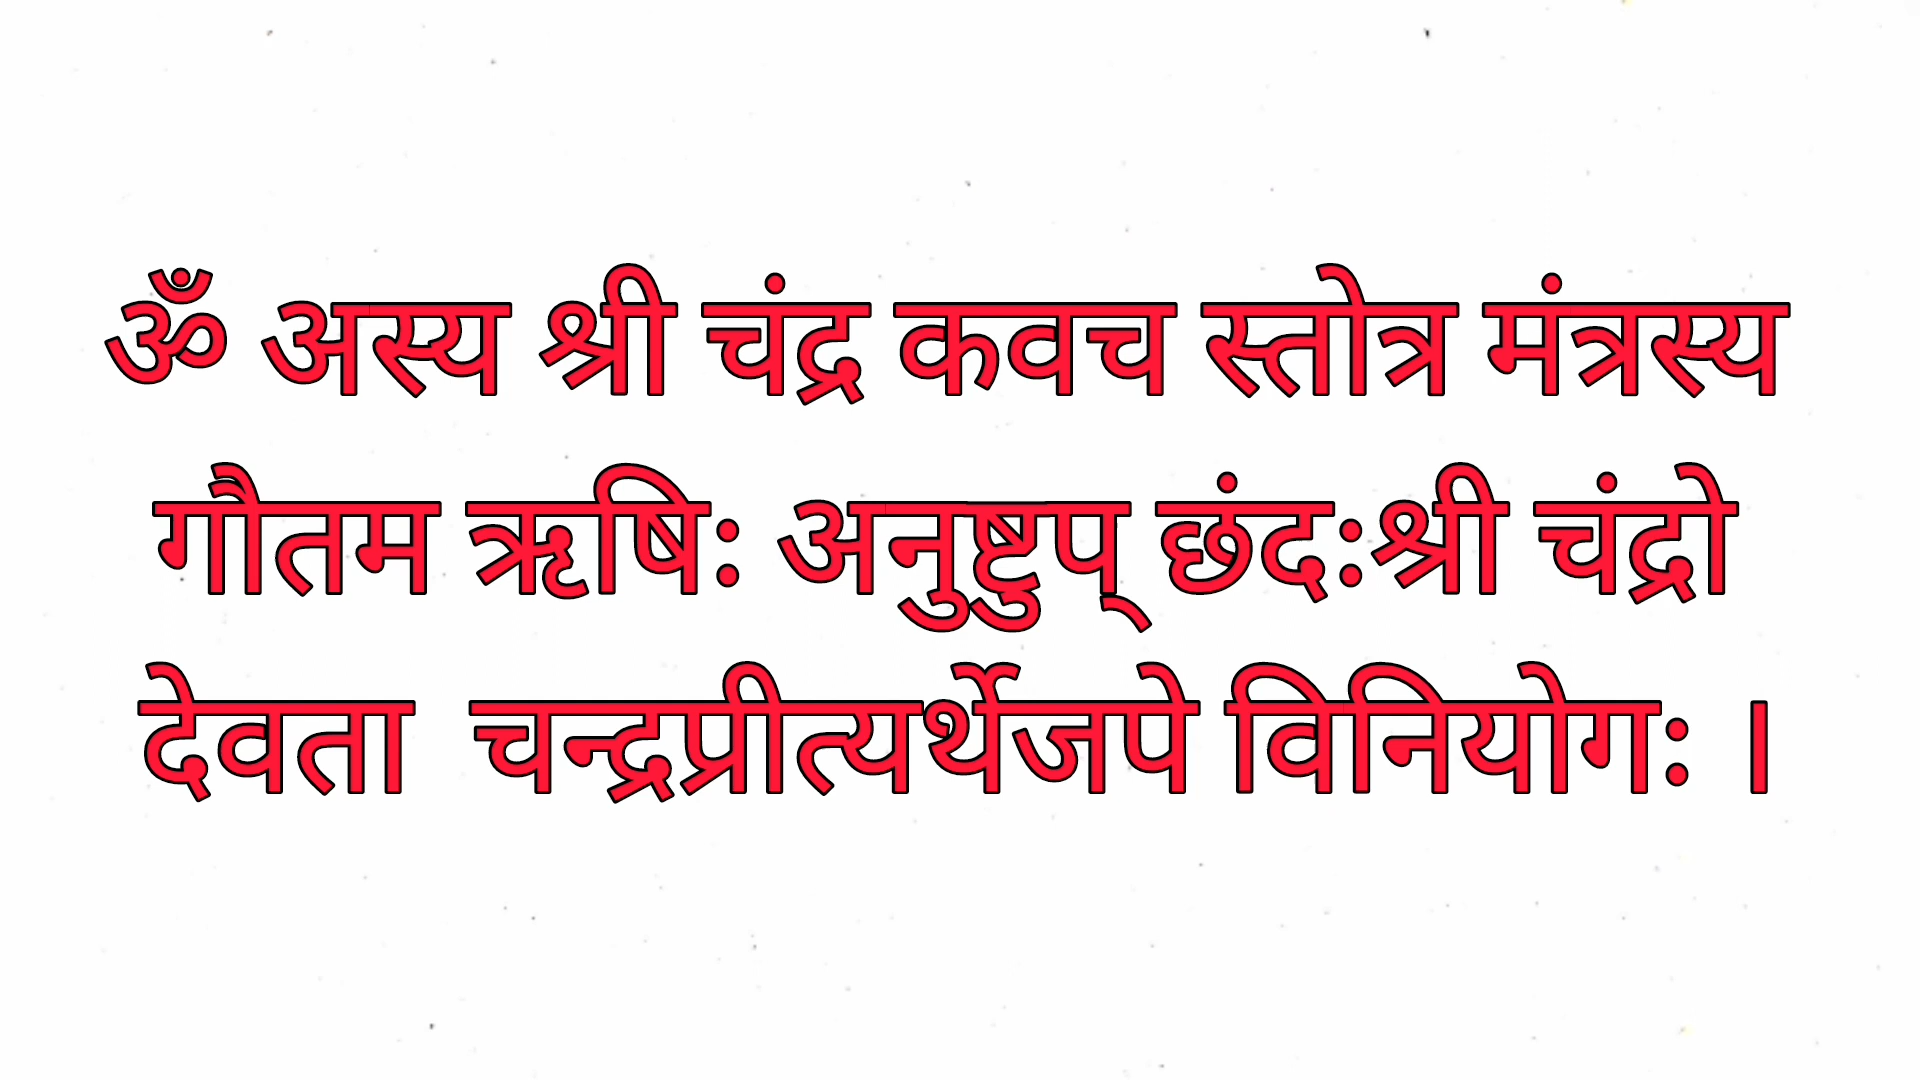 ॐ अस्य श्री चंद्र कवच स्तोत्र मंत्रस्य
गौतम ऋषि: अनुष्टुप् छंद:श्री चंद्रो
देवता  चन्द्रप्रीत्यर्थेजपे विनियोग: ।